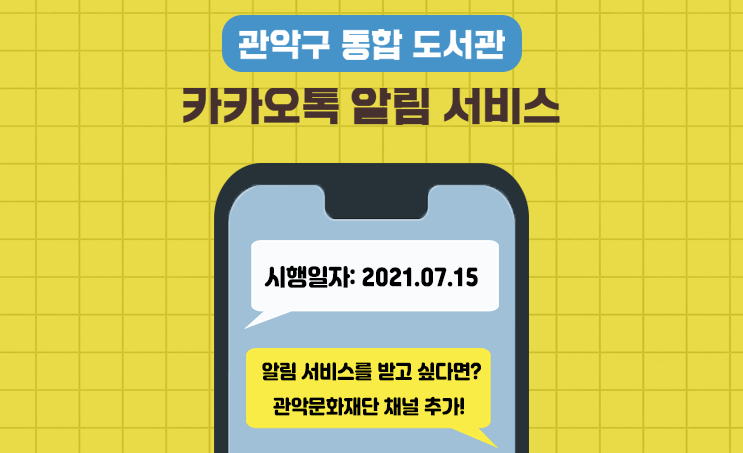 관악구 통합 도서관
카카오톡 알림 서비스
시행일자: 2021.07.15
알림 서비스를 받고 싶다면?
관악문화재단 채널 추가!